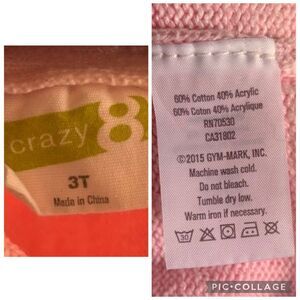 crazy 8
3T
Made in China
60% Cotton 40% Acrylic
60% Coton 40% Acrylique
RN70530
CA31802
©2015 GYM-MARK, INC.
Machine wash cold.
Do not bleach.
Tumble dry low.
Warm iron if necessary.
30
PIC•COLLAGE